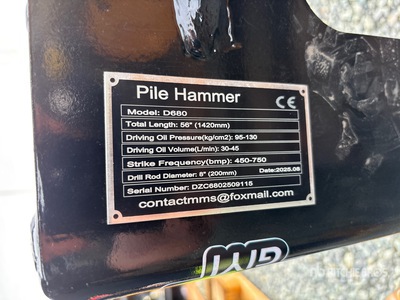 Pile Hammer
CE
Model: D680
Total Length: 56" (1420mm)
Driving Oil Pressure(kg/cm2): 95-130
Driving Oil Volume(L/min): 30-45
Strike Frequency(bmp): 450-750
Drill Rod Diameter: 8" (200mm) Date:2025.08
Serial Number: DZC6802509115
contactmms@foxmail.com